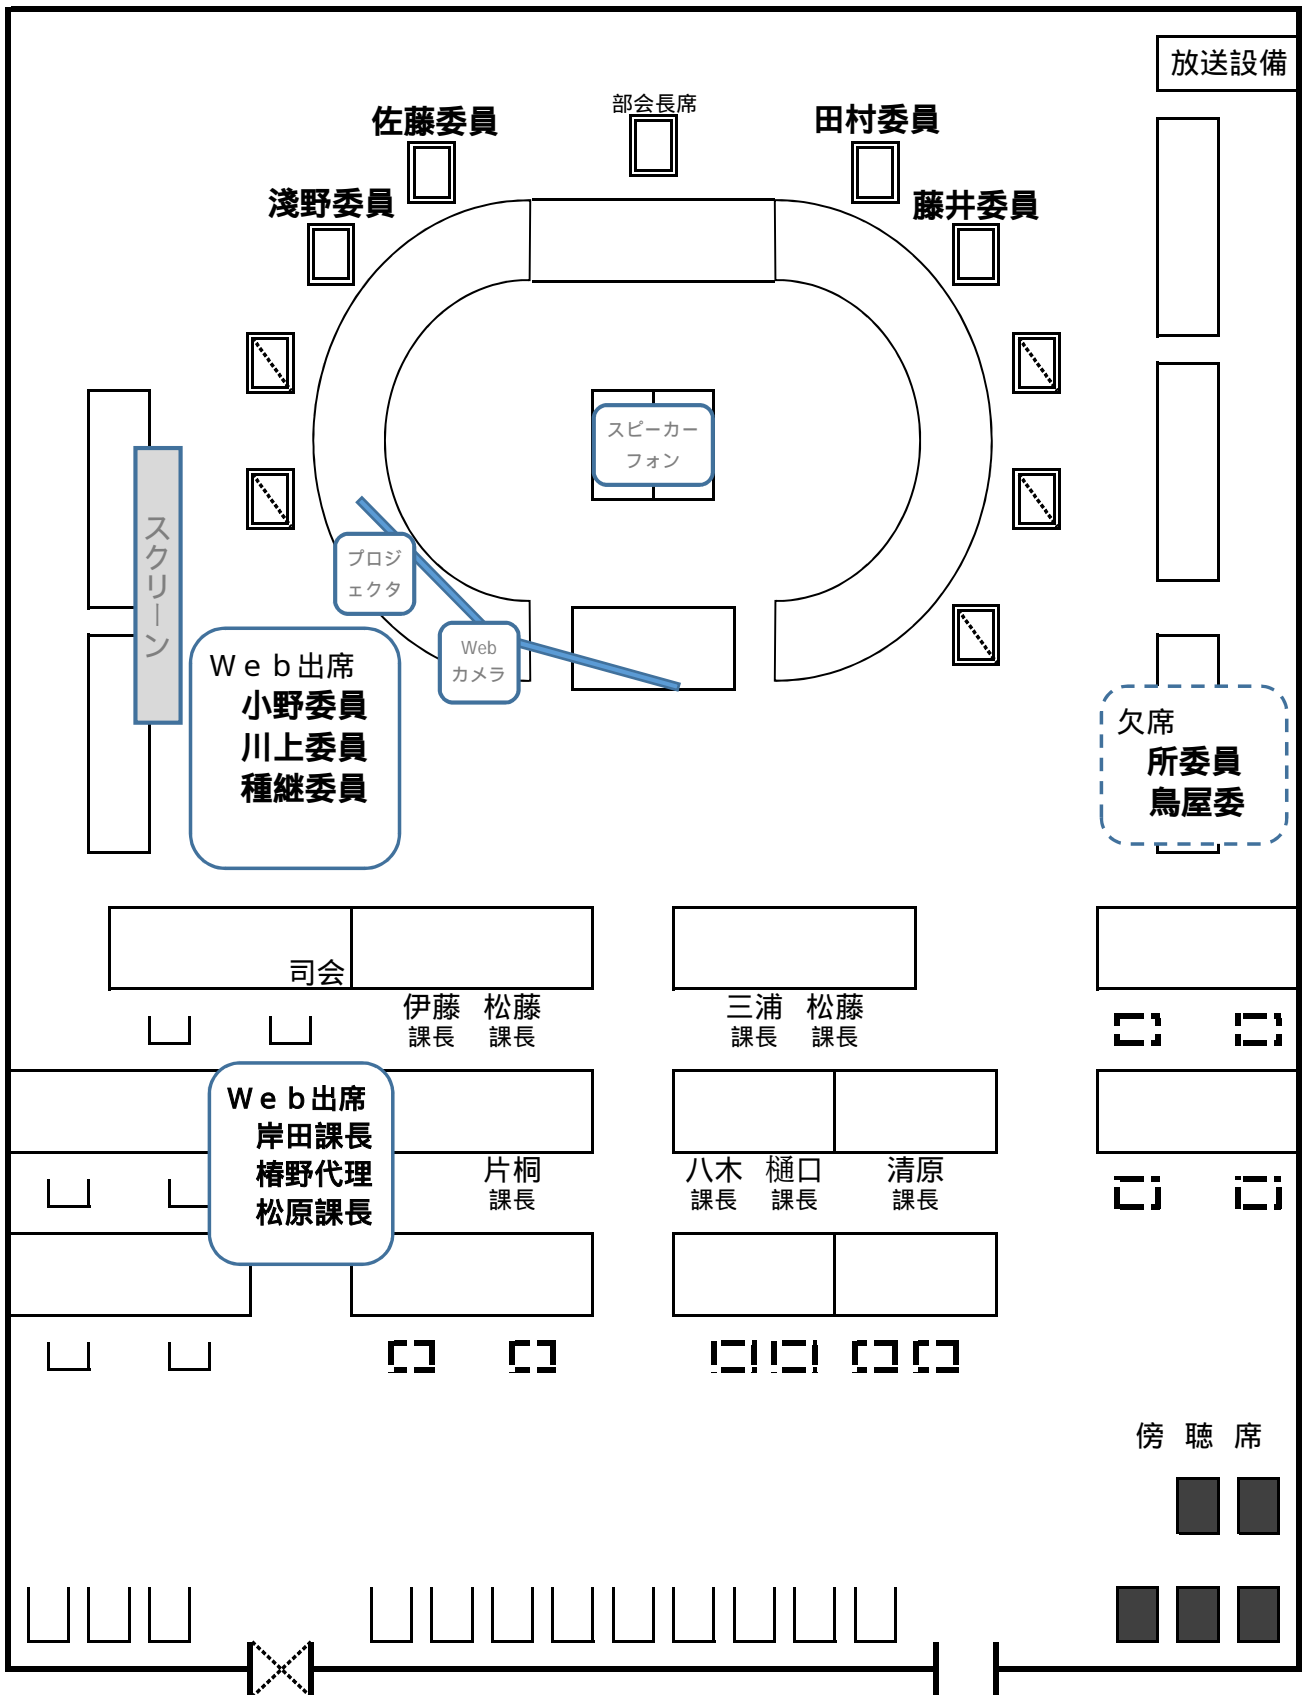 放送設備
部会長席
佐藤委員
田村委員
淺野委員
藤井委員
スピーカー
フォン
スクリーン
プロジ
ェクタ
Web
カメラ
Ｗｅｂ出席
小野委員
川上委員
種継委員
欠席
所委員
鳥屋委
司会
伊藤 松藤 三浦 松藤
課長 課長 課長 課長
Ｗｅｂ出席
岸田課長
椿野代理
松原課長
片桐 八木 樋口 清原
課長 課長 課長 課長
傍聴席